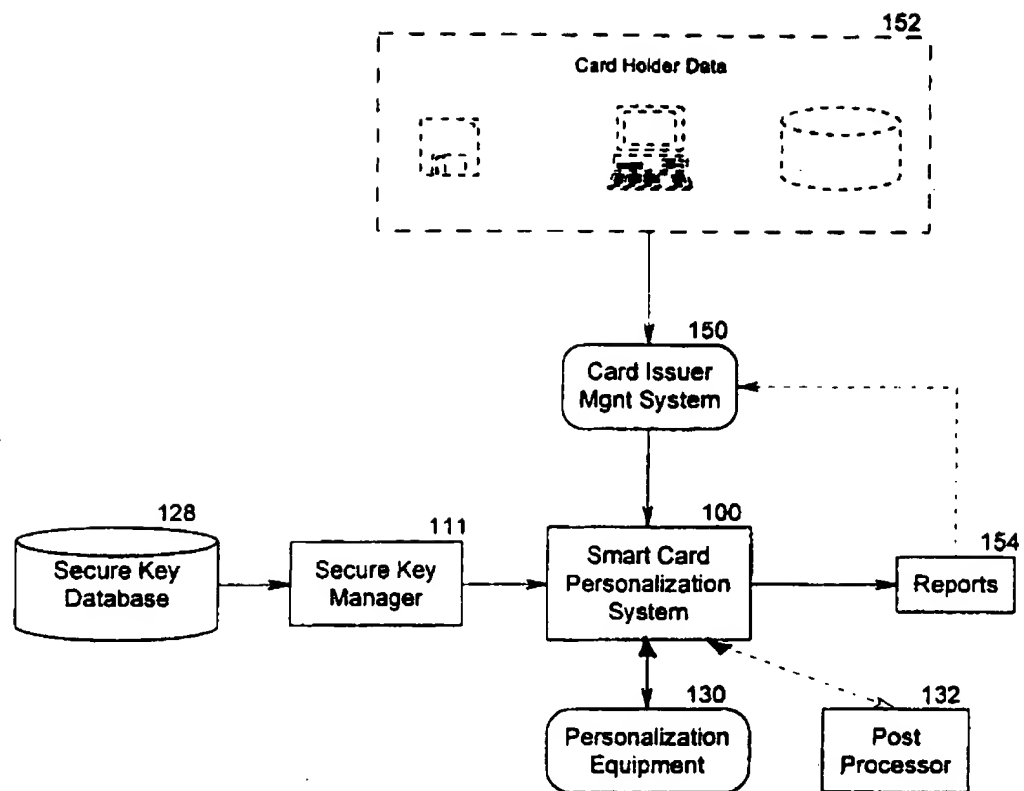 152
Card Holder Data
150
Card Issuer
Mgnt System
128
Secure Key
Database
111
Secure Key
Manager
100
Smart Card
Personalization
System
154
Reports
130
Personalization
Equipment
132
Post
Processor